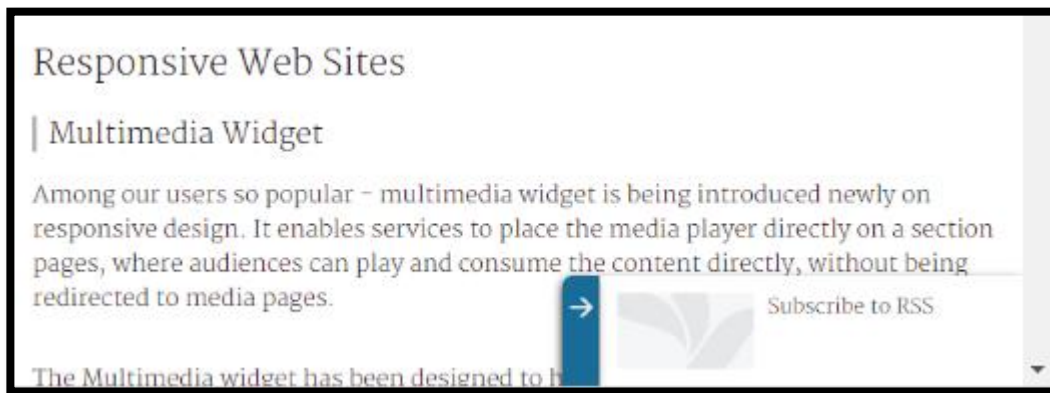 Responsive Web Sites
Multimedia Widget
Among our users so popular – multimedia widget is being introduced newly on
responsive design. It enables services to place the media player directly on a section
pages, where audiences can play and consume the content directly, without being
redirected to media pages.
Subscribe to RSS
The Multimedia widget has been designed to